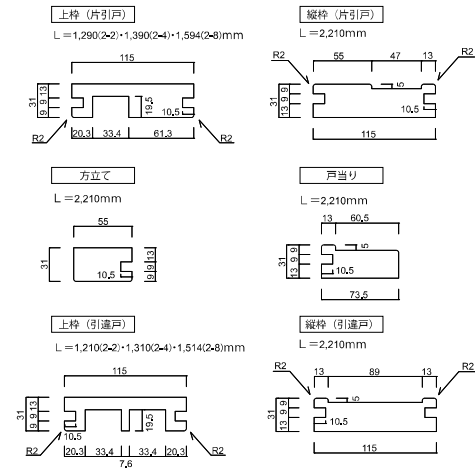 上枠（片引戸）
L＝1,290(2-2)・1,390(2-4)・1,594(2-8)mm
115
31
9 9 13
19.5
10.5
R2
R2
20.3 33.4 61.3
縦枠（片引戸）
L＝2,210mm
R2
R2
55 47 13
5
31
13 9 9
10.5
115
方立て
L＝2,210mm
55
31
10.5
9 9 13
戸当り
L＝2,210mm
13 60.5
5
31
13 9 9
10.5
73.5
上枠（引違戸）
L＝1,210(2-2)・1,310(2-4)・1,514(2-8)mm
115
31
9 9 13
10.5
19.5
R2
R2
20.3 33.4 33.4 20.3
7.6
縦枠（引違戸）
L＝2,210mm
R2
R2
13 89 13
5
31
13 9 9
10.5
115